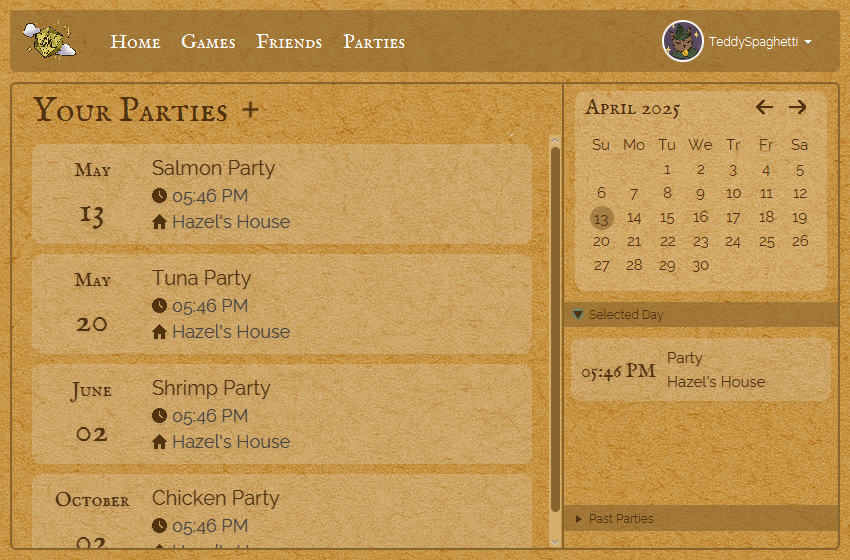 Home Games Friends Parties TeddySpaghetti
Your Parties +
May 13
Salmon Party
05:46 PM
Hazel's House
May 20
Tuna Party
05:46 PM
Hazel's House
June 02
Shrimp Party
05:46 PM
Hazel's House
October 02
Chicken Party
05:46 PM
April 2025
Su Mo Tu We Tr Fr Sa
1 2 3 4 5
6 7 8 9 10 11 12
13 14 15 16 17 18 19
20 21 22 23 24 25 26
27 28 29 30
Selected Day
05:46 PM
Party
Hazel's House
Past Parties